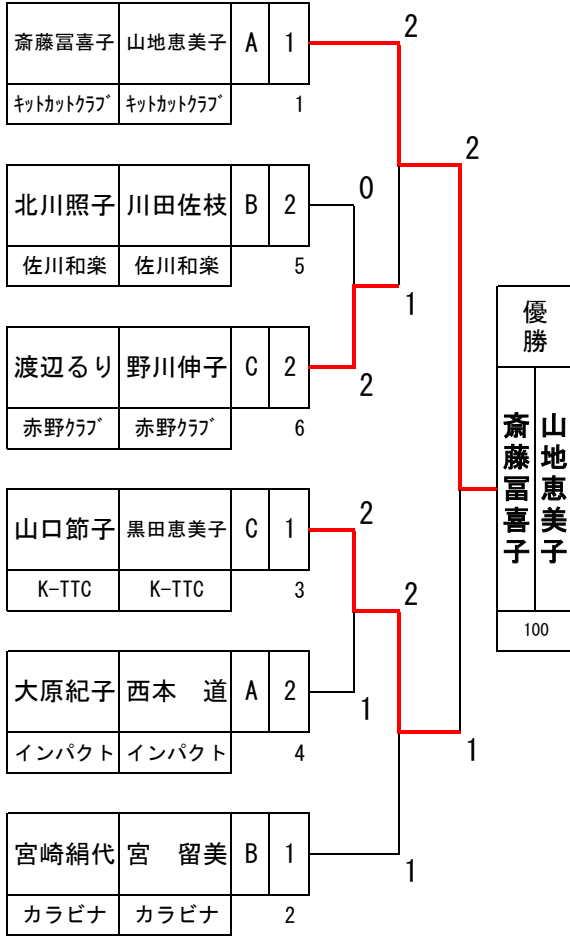 斎藤冨喜子 山地恵美子 A 1
ｷｯﾄｶｯﾄｸﾗﾌﾞ ｷｯﾄｶｯﾄｸﾗﾌﾞ 1
2
2
北川照子 川田佐枝 B 2
佐川和楽 佐川和楽 5
0
1
渡辺るり 野川伸子 C 2
赤野ｸﾗﾌﾞ 赤野ｸﾗﾌﾞ 6
2
優勝
斎藤冨喜子 山地恵美子
100
山口節子 黒田恵美子 C 1
K-TTC K-TTC 3
2
2
大原紀子 西本　道 A 2
インパクト インパクト 4
1
1
宮崎絹代 宮　留美 B 1
カラビナ カラビナ 2
1